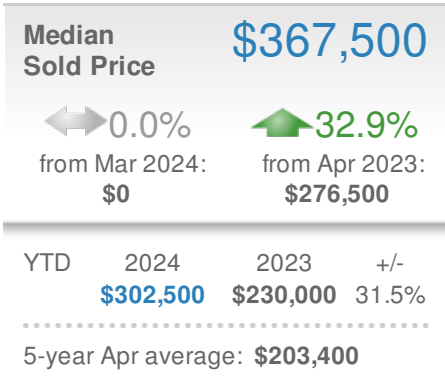 Median
Sold Price
$367,500
0.0%
from Mar 2024:
$0
32.9%
from Apr 2023:
$276,500
YTD 2024 2023 +/-
$302,500 $230,000 31.5%
5-year Apr average: $203,400